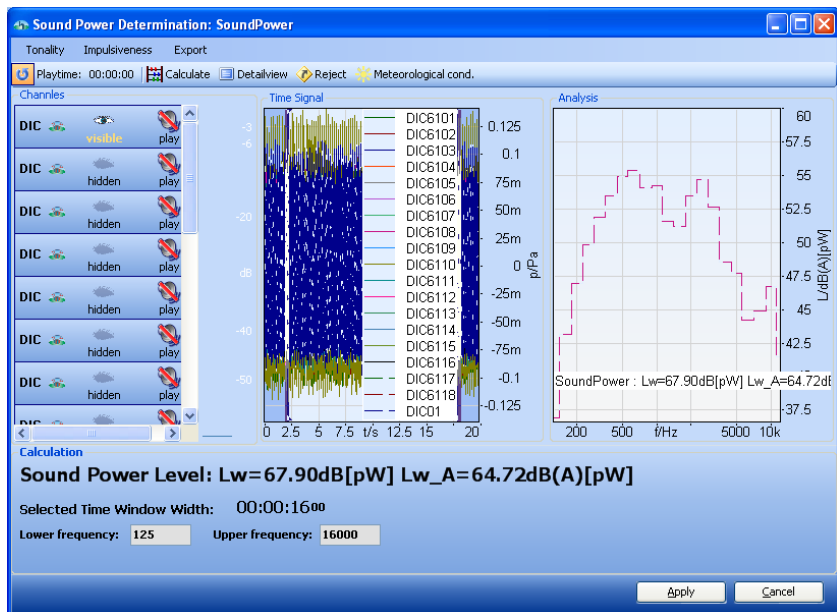 Sound Power Determination: SoundPower
Tonality Impulsiveness Export
Playtime: 00:00:00 Calculate Detailview Reject Meteorological cond.
Channles
DIC visible play
DIC hidden play
DIC hidden play
DIC hidden play
DIC hidden play
DIC hidden play
DIC hidden play
DIC
-3
-6
-20
dB
-40
-50
Time Signal
DIC6101
DIC6102
DIC6103
DIC6104
DIC6105
DIC6106
DIC6107
DIC6108
DIC6109
DIC6110
DIC6111
DIC6112
DIC6113
DIC6114
DIC6115
DIC6116
DIC6117
DIC6118
DIC01
0.125
0.1
75m
50m
25m
0
-25m
-50m
-75m
-0.1
-0.125
p/Pa
0 2.5 5 7.5 t/s 12.5 15 20
Analysis
60
57.5
55
52.5
50
47.5
45
42.5
37.5
L/dB(A)[pW]
SoundPower : Lw=67.90dB[pW] Lw_A=64.72dB
200 500 f/Hz 5000 10k
Calculation
Sound Power Level: Lw=67.90dB[pW] Lw_A=64.72dB(A)[pW]
Selected Time Window Width: 00:00:16 00
Lower frequency: 125 Upper frequency: 16000
Apply Cancel